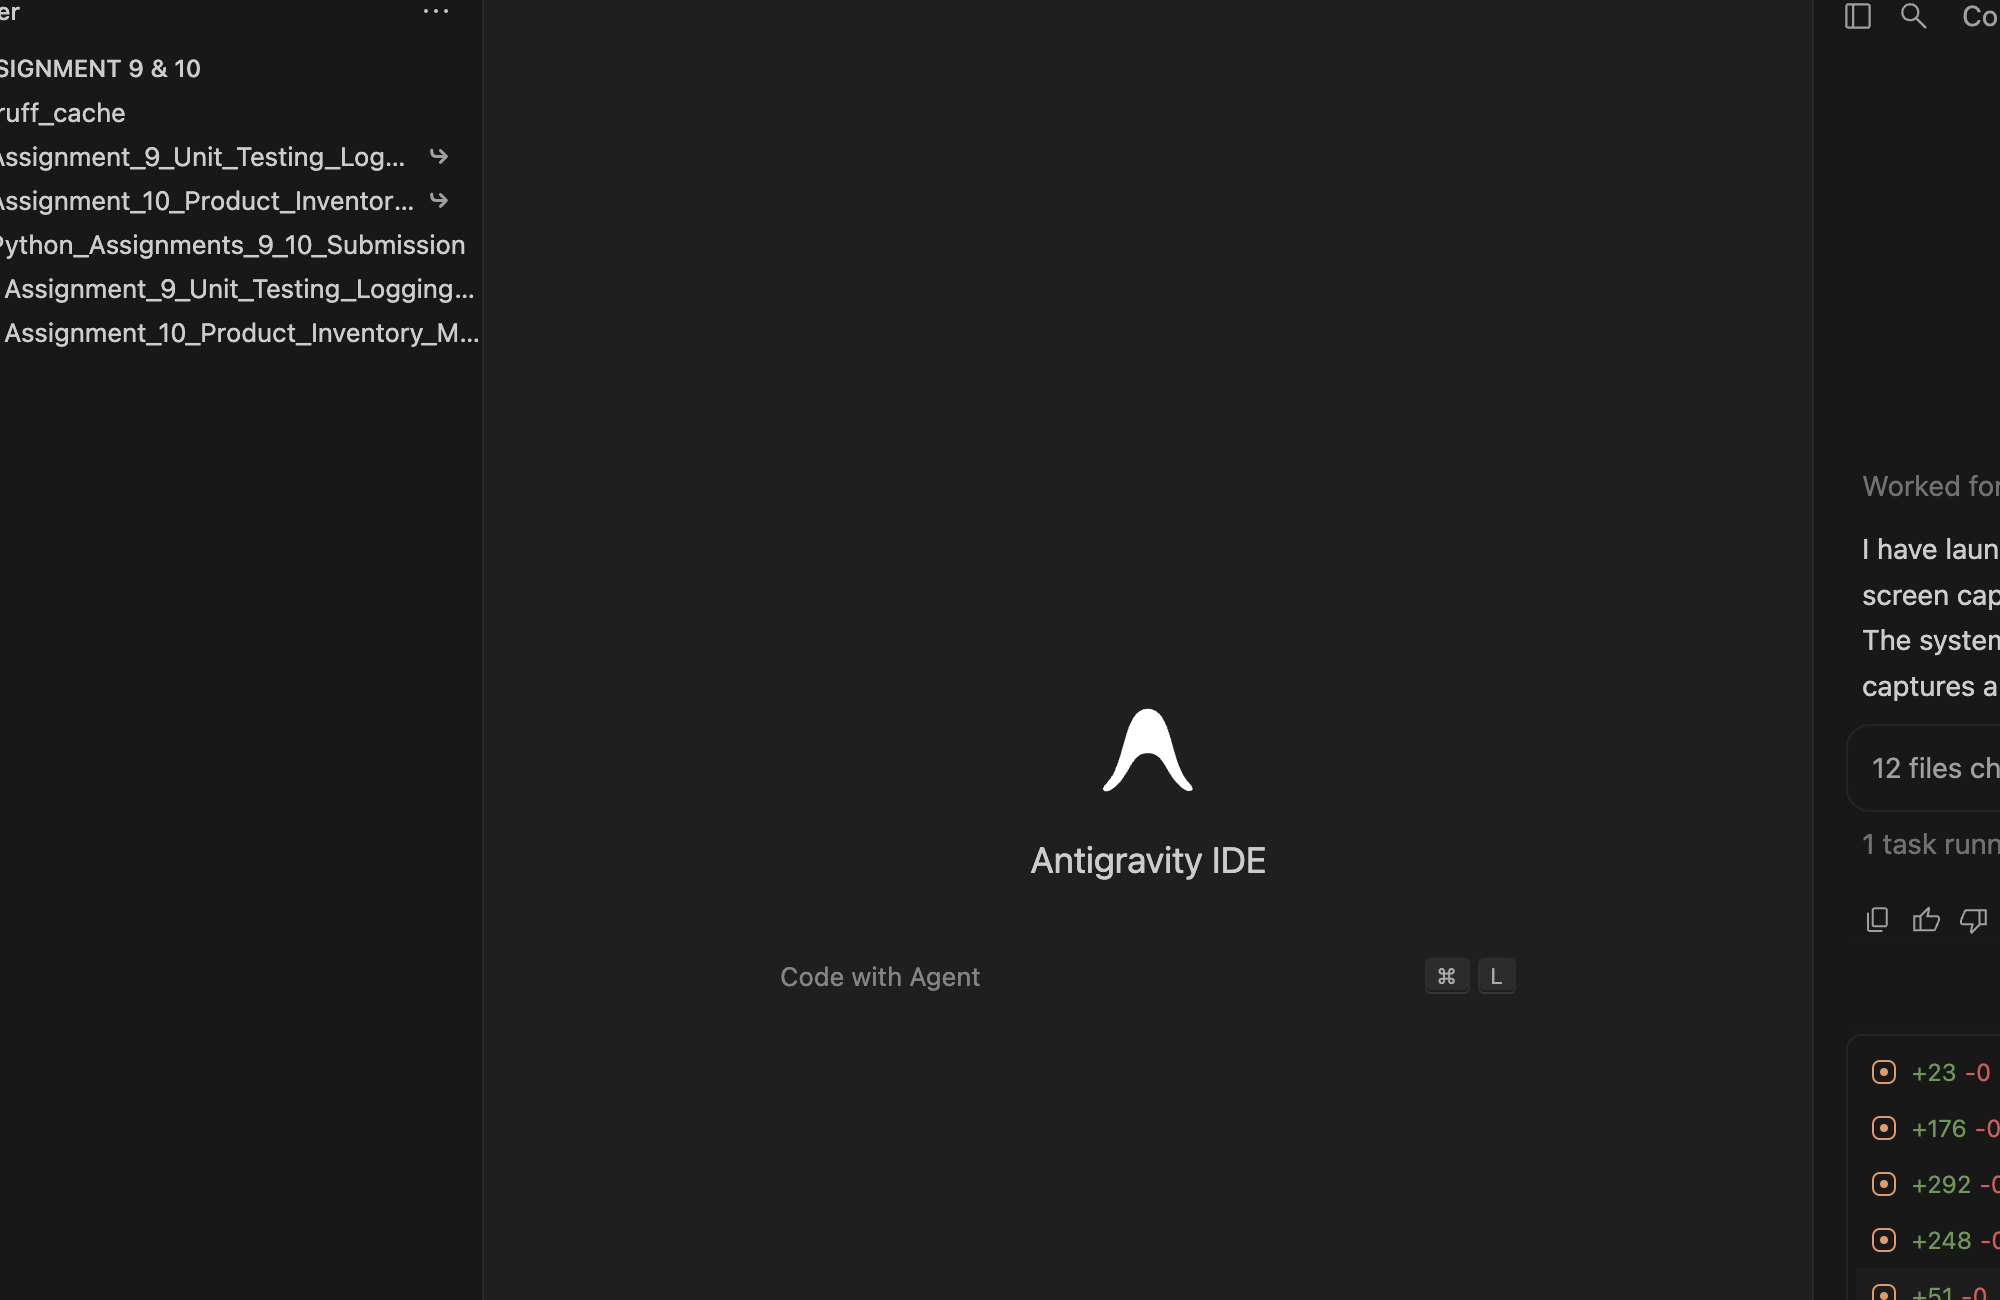 er
SIGNMENT 9 & 10
ruff_cache
Assignment_9_Unit_Testing_Log...
Assignment_10_Product_Inventor...
Python_Assignments_9_10_Submission
Assignment_9_Unit_Testing_Logging...
Assignment_10_Product_Inventory_M...
Antigravity IDE
Code with Agent ⌘ L
Co
Worked for
I have laun
screen cap
The system
captures a
12 files ch
1 task runn
+23 -0
+176 -0
+292 -0
+248 -0
+51 -0